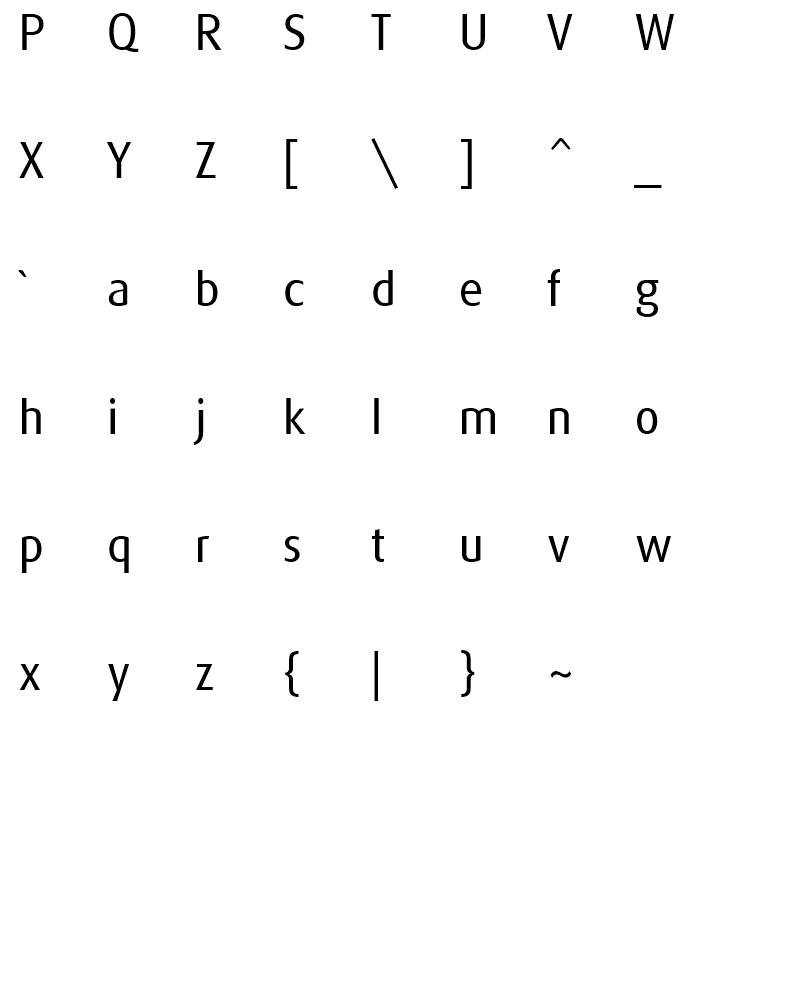 P Q R S T U V W
X Y Z [ \ ] ^ _
` a b c d e f g
h i j k l m n o
p q r s t u v w
x y z { | } ~